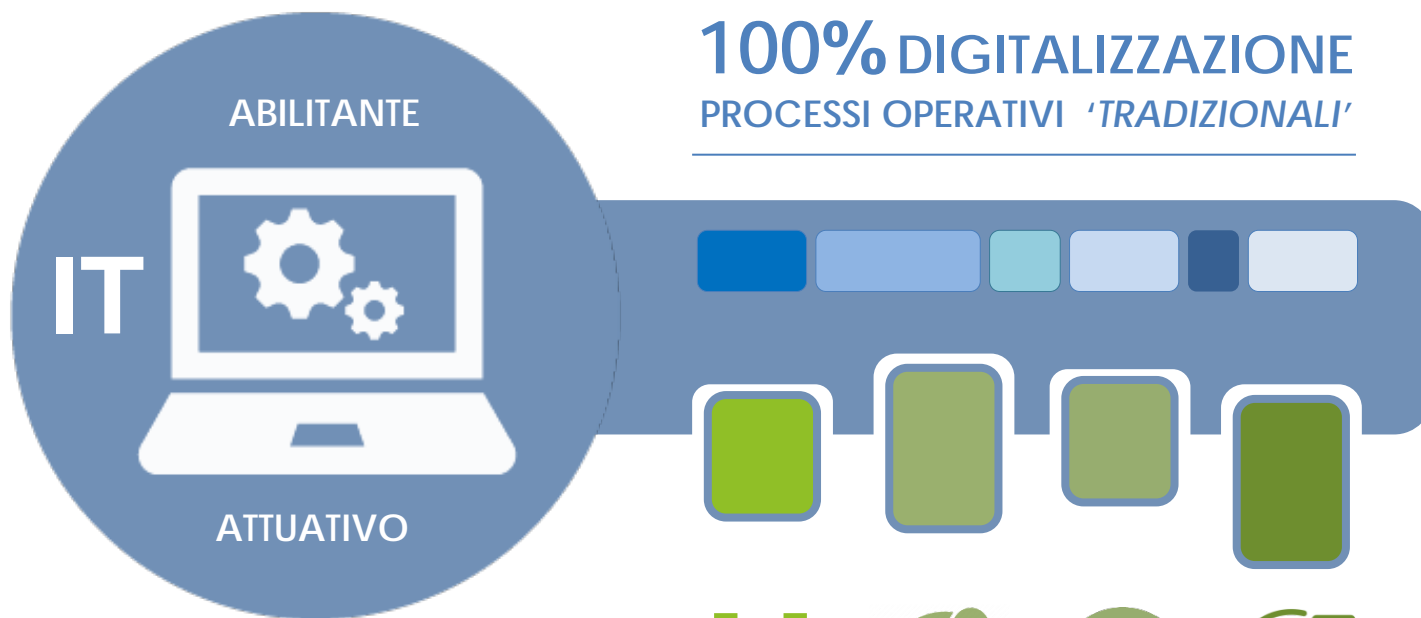 100% DIGITALIZZAZIONE
PROCESSI OPERATIVI ‘TRADIZIONALI’
ABILITANTE
IT
ATTUATIVO